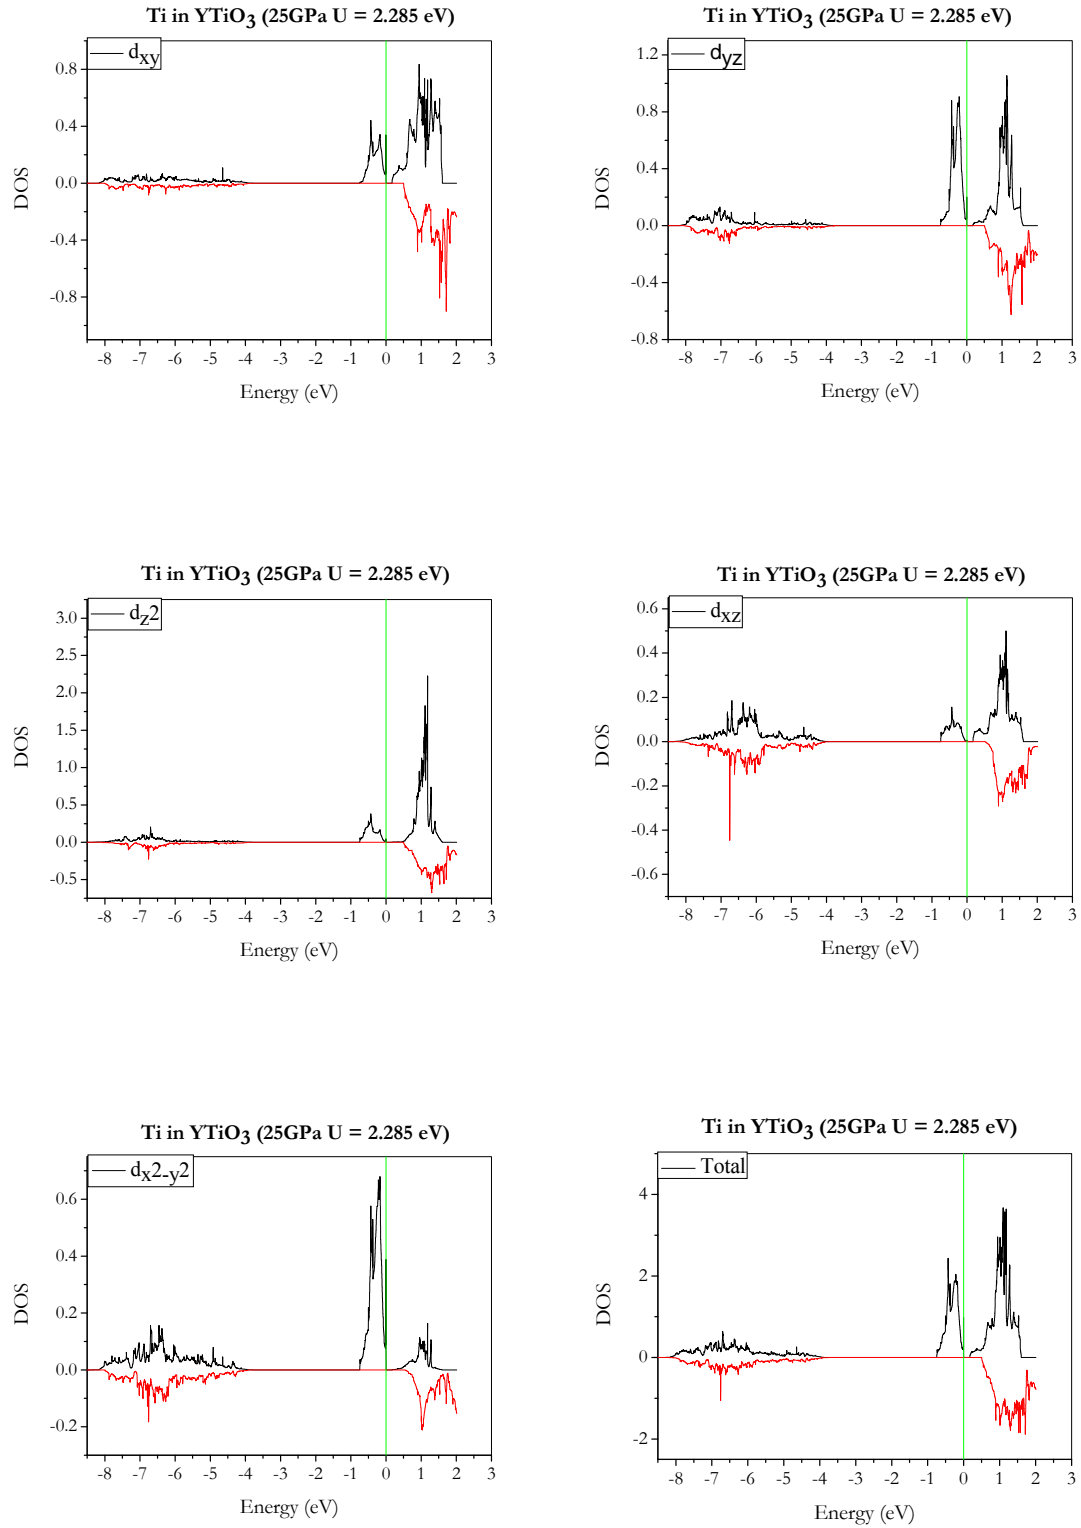 Ti in YTiO3 (25GPa U = 2.285 eV)
dxy
0.8
0.4
0.0
-0.4
-0.8
DOS
-8 -7 -6 -5 -4 -3 -2 -1 0 1 2 3
Energy (eV)
Ti in YTiO3 (25GPa U = 2.285 eV)
dyz
1.2
0.8
0.4
0.0
-0.4
-0.8
DOS
-8 -7 -6 -5 -4 -3 -2 -1 0 1 2 3
Energy (eV)
Ti in YTiO3 (25GPa U = 2.285 eV)
dz2
3.0
2.5
2.0
1.0
0.5
0.0
-0.5
DOS
-8 -7 -6 -5 -4 -3 -2 -1 0 1 2 3
Energy (eV)
Ti in YTiO3 (25GPa U = 2.285 eV)
dxz
0.6
0.4
0.2
0.0
-0.2
-0.4
-0.6
DOS
-8 -7 -6 -5 -4 -3 -2 -1 0 1 2 3
Energy (eV)
Ti in YTiO3 (25GPa U = 2.285 eV)
dx2-y2
0.6
0.4
0.2
0.0
-0.2
DOS
-8 -7 -6 -5 -4 -3 -2 -1 0 1 2 3
Energy (eV)
Ti in YTiO3 (25GPa U = 2.285 eV)
Total
4
2
0
-2
DOS
-8 -7 -6 -5 -4 -3 -2 -1 0 1 2 3
Energy (eV)